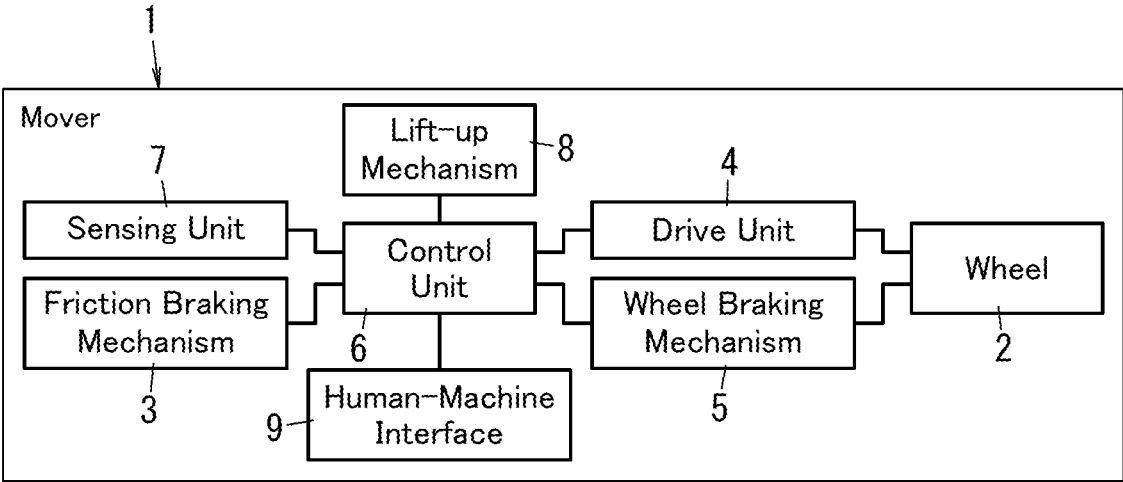 1
Mover
Lift-up
Mechanism
8
7
4
Sensing Unit
Control
Unit
Drive Unit
Wheel
Friction Braking
Mechanism
Wheel Braking
Mechanism
6
2
3
5
9
Human-Machine
Interface